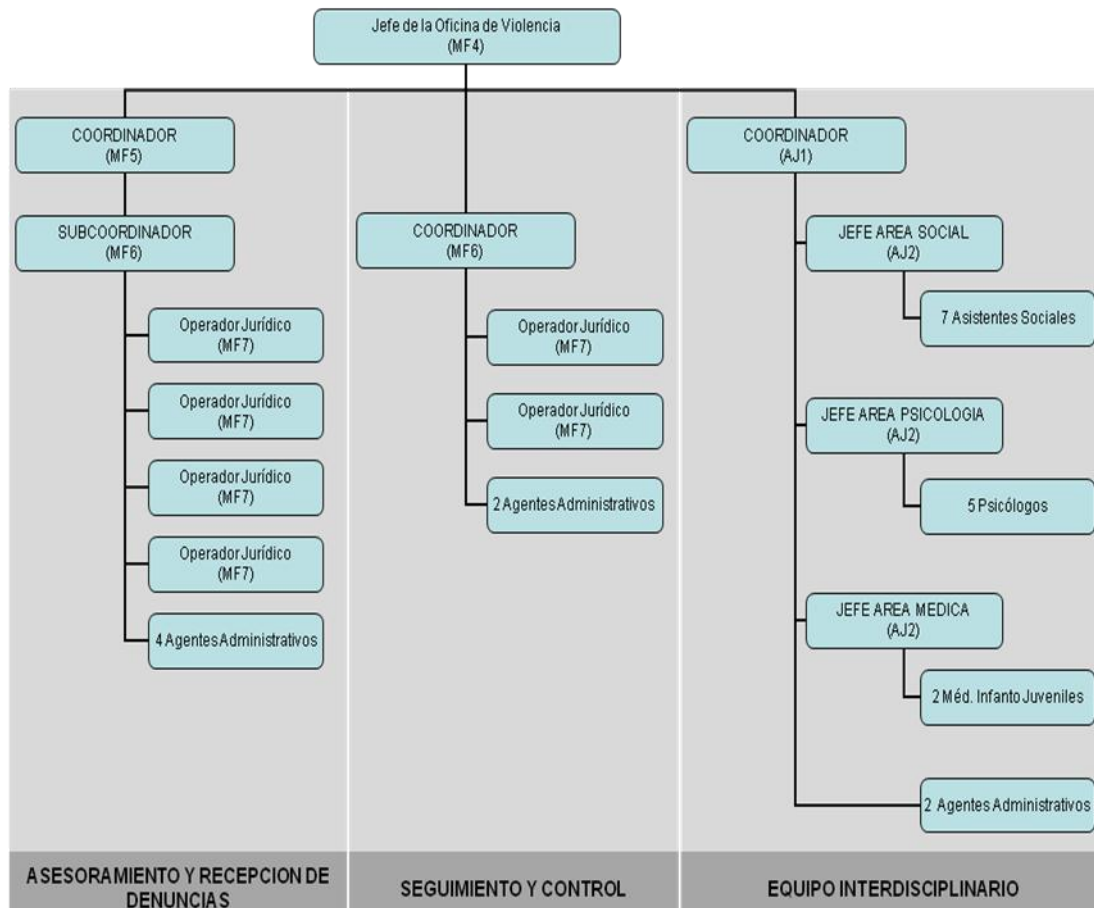 Jefe de la Oficina de Violencia
(MF4)
COORDINADOR
(MF5)
SUBCOORDINADOR
(MF6)
Operador Jurídico
(MF7)
Operador Jurídico
(MF7)
Operador Jurídico
(MF7)
Operador Jurídico
(MF7)
4 Agentes Administrativos
ASESORAMIENTO Y RECEPCION DE
DENUNCIAS
COORDINADOR
(MF6)
Operador Jurídico
(MF7)
Operador Jurídico
(MF7)
2 Agentes Administrativos
SEGUIMIENTO Y CONTROL
COORDINADOR
(AJ1)
JEFE AREA SOCIAL
(AJ2)
7 Asistentes Sociales
JEFE AREA PSICOLOGIA
(AJ2)
5 Psicólogos
JEFE AREA MEDICA
(AJ2)
2 Méd. Infanto Juveniles
2 Agentes Administrativos
EQUIPO INTERDISCIPLINARIO